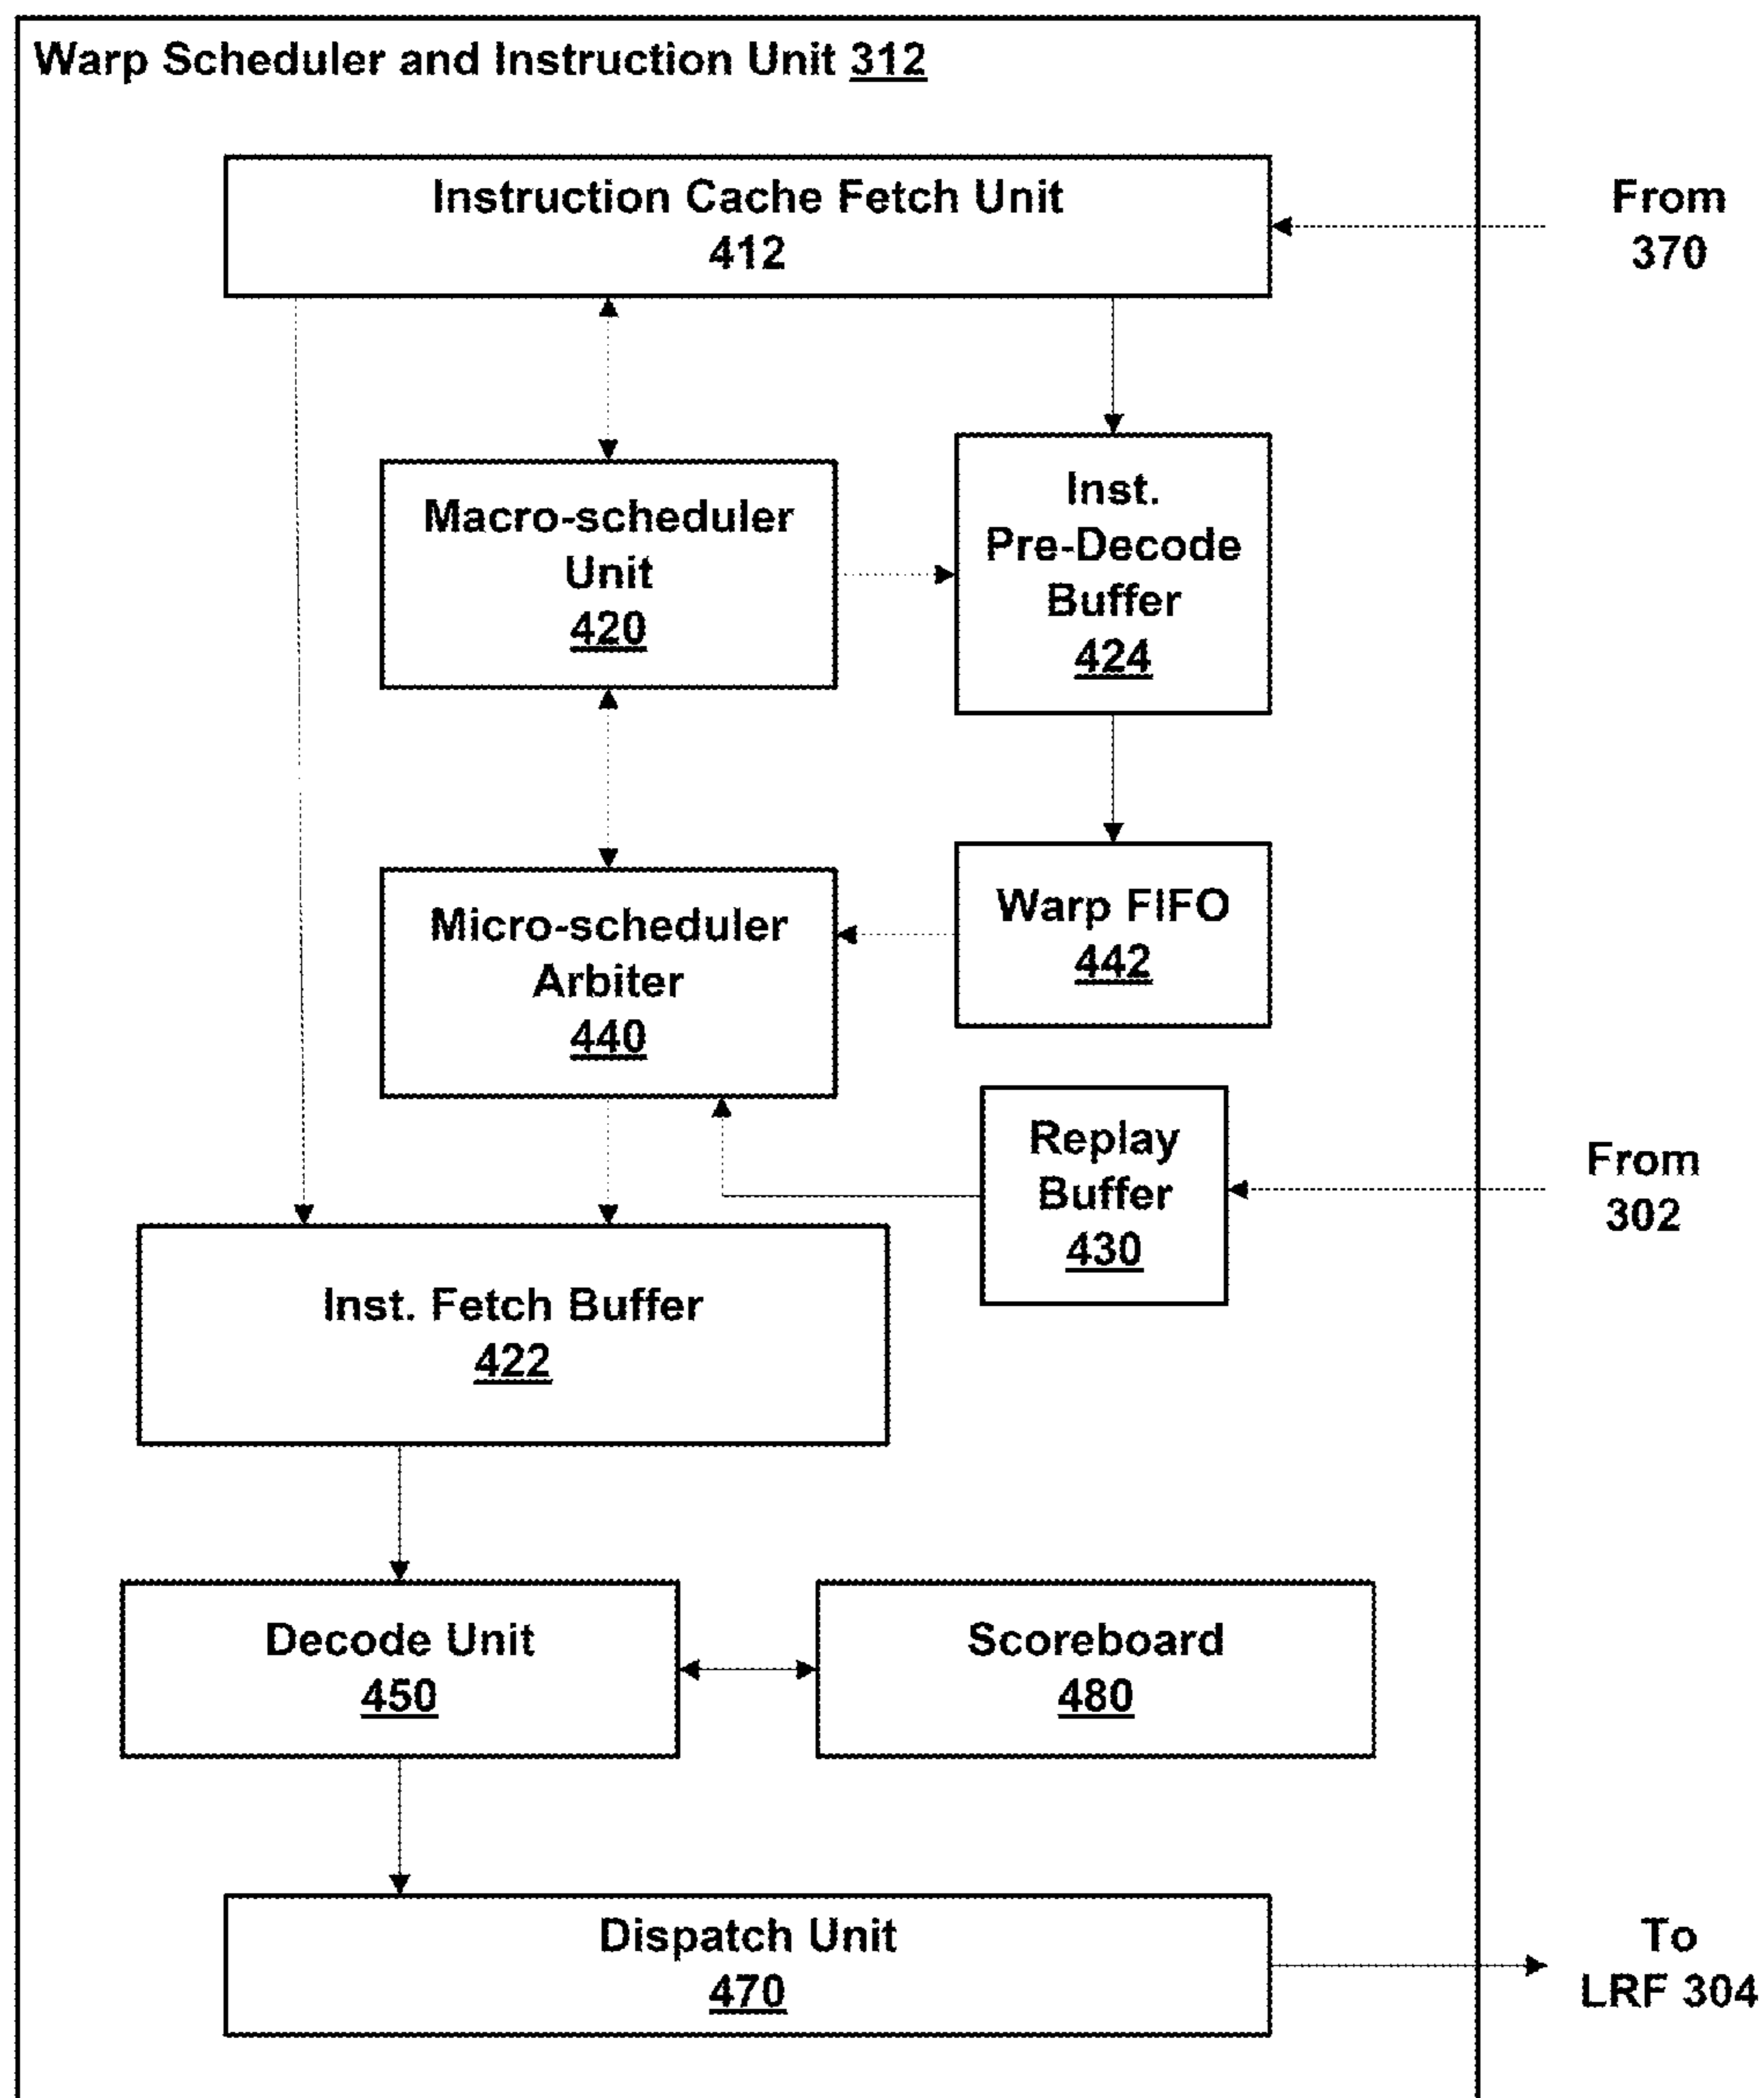 Warp Scheduler and Instruction Unit 312
Instruction Cache Fetch Unit
412
From
370
Macro-scheduler
Unit
420
Inst.
Pre-Decode
Buffer
424
Micro-scheduler
Arbiter
440
Warp FIFO
442
Replay
Buffer
430
From
302
Inst. Fetch Buffer
422
Decode Unit
450
Scoreboard
480
Dispatch Unit
470
To
LRF 304